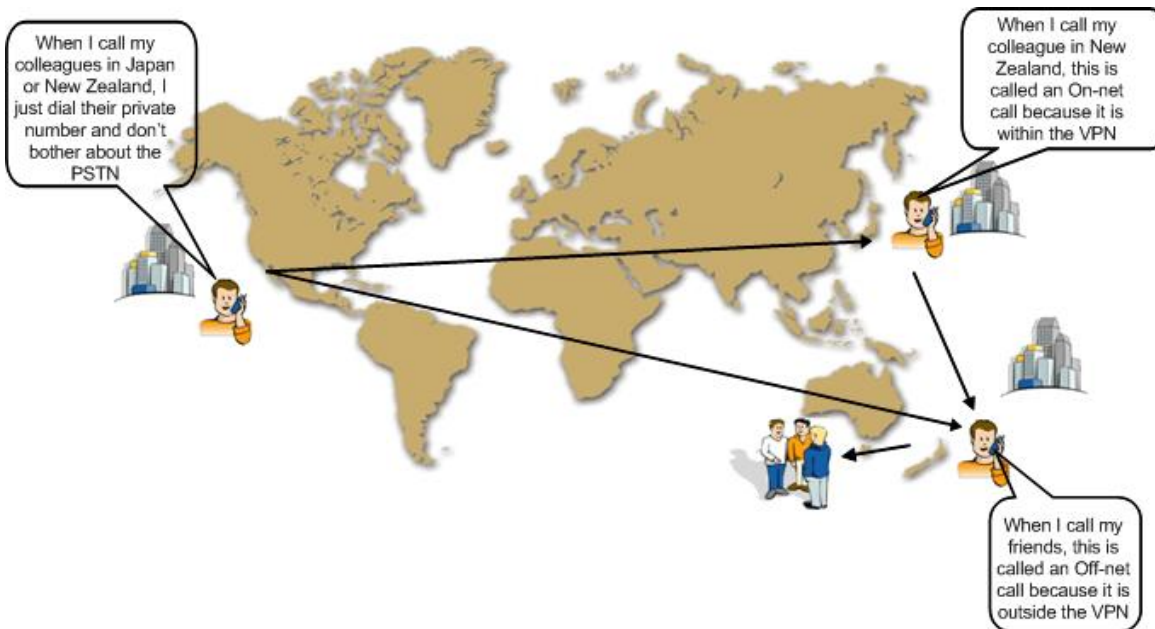 When I call my
colleagues in Japan
or New Zealand, I
just dial their private
number and don't
bother about the
PSTN
When I call my
colleague in New
Zealand, this is
called an On-net
call because it is
within the VPN
When I call my
friends, this is
called an Off-net
call because it is
outside the VPN